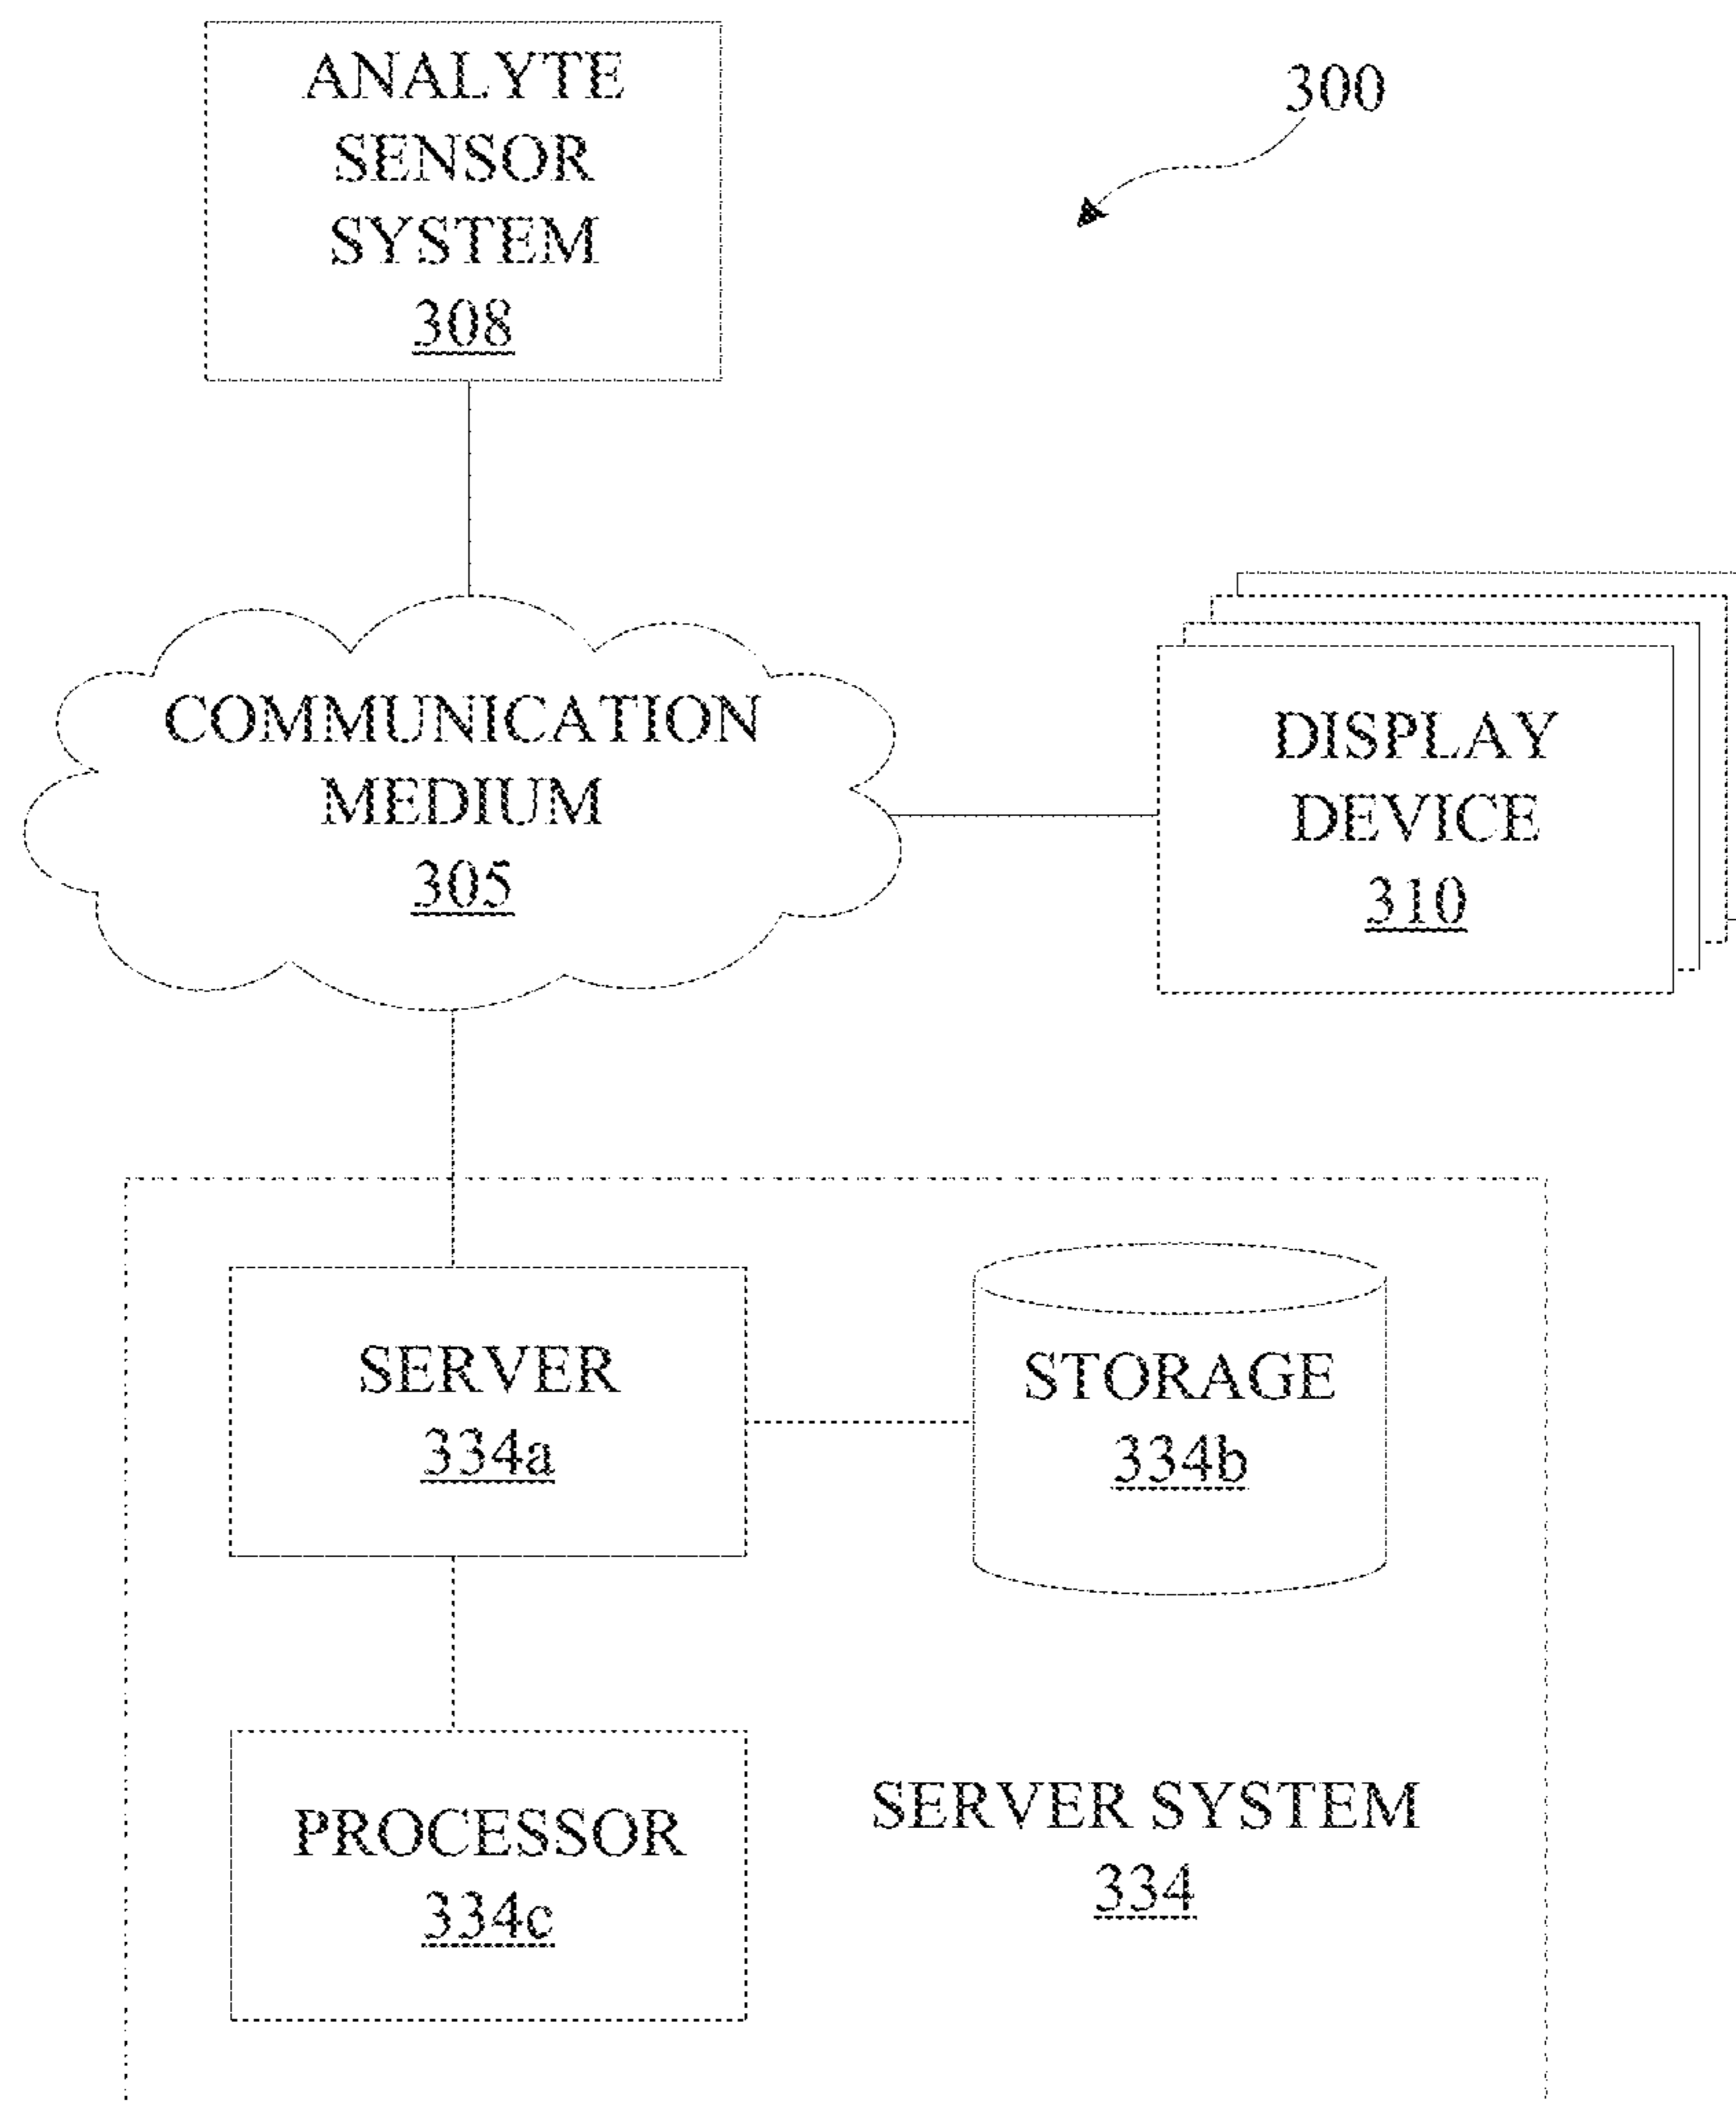 ANALYTE
SENSOR
SYSTEM
308
300
COMMUNICATION
MEDIUM
305
DISPLAY
DEVICE
310
SERVER
334a
STORAGE
334b
PROCESSOR
334c
SERVER SYSTEM
334